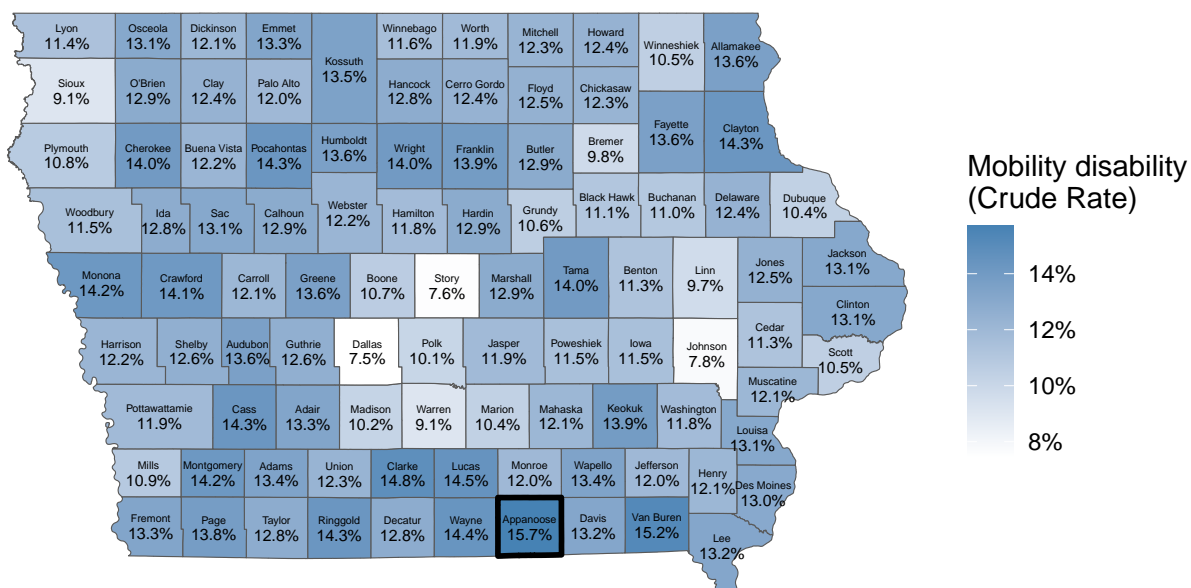 Lyon
11.4%
Osceola
13.1%
Dickinson
12.1%
Emmet
13.3%
Kossuth
13.5%
Winnebago
11.6%
Worth
11.9%
Mitchell
12.3%
Howard
12.4%
Winneshiek
10.5%
Allamakee
13.6%
Sioux
9.1%
O'Brien
12.9%
Clay
12.4%
Palo Alto
12.0%
Hancock
12.8%
Cerro Gordo
12.4%
Floyd
12.5%
Chickasaw
12.3%
Plymouth
10.8%
Cherokee
14.0%
Buena Vista
12.2%
Pocahontas
14.3%
Humboldt
13.6%
Wright
14.0%
Franklin
13.9%
Butler
12.9%
Bremer
9.8%
Fayette
13.6%
Clayton
14.3%
Woodbury
11.5%
Ida
12.8%
Sac
13.1%
Calhoun
12.9%
Webster
12.2%
Hamilton
11.8%
Hardin
12.9%
Grundy
10.6%
Black Hawk
11.1%
Buchanan
11.0%
Delaware
12.4%
Dubuque
10.4%
Monona
14.2%
Crawford
14.1%
Carroll
12.1%
Greene
13.6%
Boone
10.7%
Story
7.6%
Marshall
12.9%
Tama
14.0%
Benton
11.3%
Linn
9.7%
Jones
12.5%
Jackson
13.1%
Clinton
13.1%
Harrison
12.2%
Shelby
12.6%
Audubon
13.6%
Guthrie
12.6%
Dallas
7.5%
Polk
10.1%
Jasper
11.9%
Poweshiek
11.5%
Iowa
11.5%
Johnson
7.8%
Cedar
11.3%
Scott
10.5%
Muscatine
12.1%
Pottawattamie
11.9%
Cass
14.3%
Adair
13.3%
Madison
10.2%
Warren
9.1%
Marion
10.4%
Mahaska
12.1%
Keokuk
13.9%
Washington
11.8%
Louisa
13.1%
Mills
10.9%
Montgomery
14.2%
Adams
13.4%
Union
12.3%
Clarke
14.8%
Lucas
14.5%
Monroe
12.0%
Wapello
13.4%
Jefferson
12.0%
Henry
12.1%
Des Moines
13.0%
Fremont
13.3%
Page
13.8%
Taylor
12.8%
Ringgold
14.3%
Decatur
12.8%
Wayne
14.4%
Appanoose
15.7%
Davis
13.2%
Van Buren
15.2%
Lee
13.2%
Mobility disability
(Crude Rate)
14%
12%
10%
8%